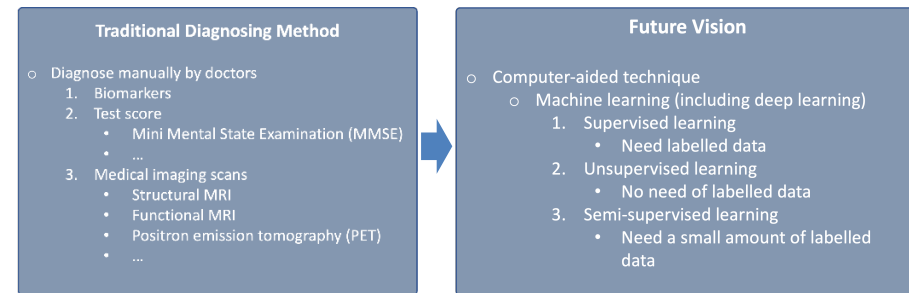 Traditional Diagnosing Method
○ Diagnose manually by doctors
1. Biomarkers
2. Test score
• Mini Mental State Examination (MMSE)
• ...
3. Medical imaging scans
• Structural MRI
• Functional MRI
• Positron emission tomography (PET)
• ...
Future Vision
○ Computer-aided technique
○ Machine learning (including deep learning)
1. Supervised learning
• Need labelled data
2. Unsupervised learning
• No need of labelled data
3. Semi-supervised learning
• Need a small amount of labelled
data